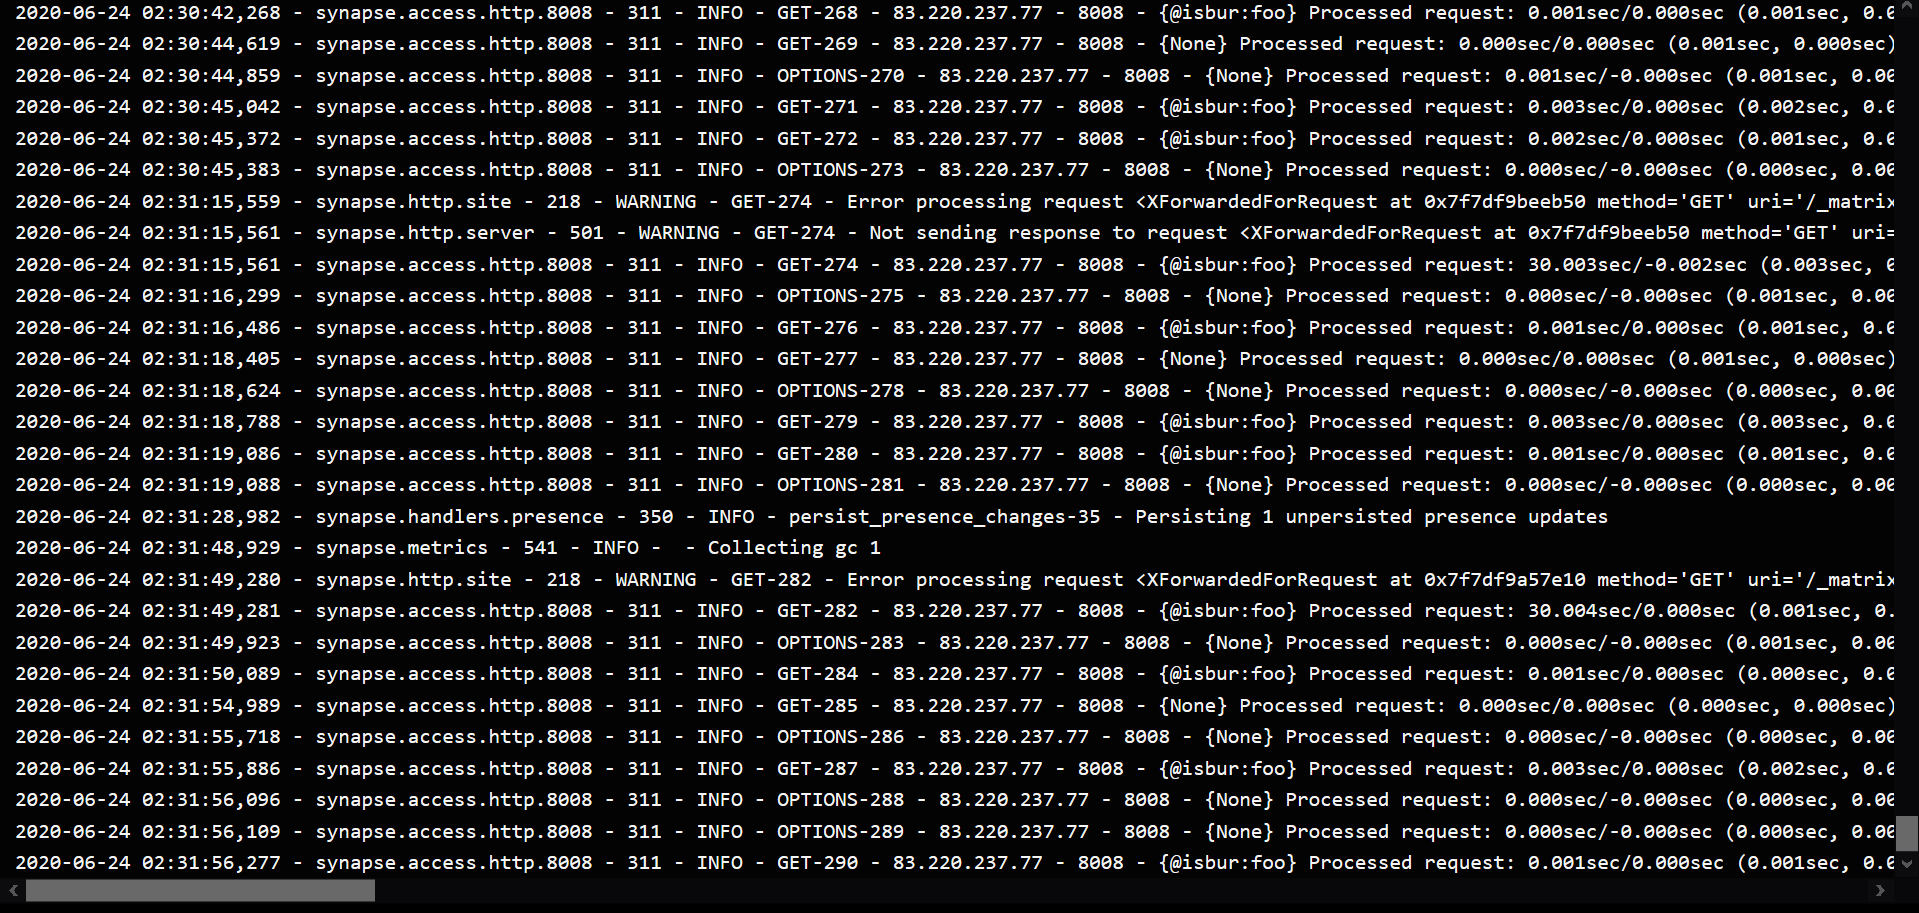 2020-06-24 02:30:42,268 - synapse.access.http.8008 - 311 - INFO - GET-268 - 83.220.237.77 - 8008 - {@isbur:foo} Processed request: 0.001sec/0.000sec (0.001sec, 0.0
2020-06-24 02:30:44,619 - synapse.access.http.8008 - 311 - INFO - GET-269 - 83.220.237.77 - 8008 - {None} Processed request: 0.000sec/0.000sec (0.001sec, 0.000sec)
2020-06-24 02:30:44,859 - synapse.access.http.8008 - 311 - INFO - OPTIONS-270 - 83.220.237.77 - 8008 - {None} Processed request: 0.001sec/-0.000sec (0.001sec, 0.00
2020-06-24 02:30:45,042 - synapse.access.http.8008 - 311 - INFO - GET-271 - 83.220.237.77 - 8008 - {@isbur:foo} Processed request: 0.003sec/0.000sec (0.002sec, 0.0
2020-06-24 02:30:45,372 - synapse.access.http.8008 - 311 - INFO - GET-272 - 83.220.237.77 - 8008 - {@isbur:foo} Processed request: 0.002sec/0.000sec (0.001sec, 0.0
2020-06-24 02:30:45,383 - synapse.access.http.8008 - 311 - INFO - OPTIONS-273 - 83.220.237.77 - 8008 - {None} Processed request: 0.000sec/-0.000sec (0.000sec, 0.00
2020-06-24 02:31:15,559 - synapse.http.site - 218 - WARNING - GET-274 - Error processing request <XForwardedForRequest at 0x7f7df9beeb50 method='GET' uri='/_matrix
2020-06-24 02:31:15,561 - synapse.http.server - 501 - WARNING - GET-274 - Not sending response to request <XForwardedForRequest at 0x7f7df9beeb50 method='GET' uri=
2020-06-24 02:31:15,561 - synapse.access.http.8008 - 311 - INFO - GET-274 - 83.220.237.77 - 8008 - {@isbur:foo} Processed request: 30.003sec/-0.002sec (0.003sec, 0
2020-06-24 02:31:16,299 - synapse.access.http.8008 - 311 - INFO - OPTIONS-275 - 83.220.237.77 - 8008 - {None} Processed request: 0.000sec/-0.000sec (0.001sec, 0.00
2020-06-24 02:31:16,486 - synapse.access.http.8008 - 311 - INFO - GET-276 - 83.220.237.77 - 8008 - {@isbur:foo} Processed request: 0.001sec/0.000sec (0.001sec, 0.0
2020-06-24 02:31:18,405 - synapse.access.http.8008 - 311 - INFO - GET-277 - 83.220.237.77 - 8008 - {None} Processed request: 0.000sec/0.000sec (0.001sec, 0.000sec)
2020-06-24 02:31:18,624 - synapse.access.http.8008 - 311 - INFO - OPTIONS-278 - 83.220.237.77 - 8008 - {None} Processed request: 0.000sec/-0.000sec (0.000sec, 0.00
2020-06-24 02:31:18,788 - synapse.access.http.8008 - 311 - INFO - GET-279 - 83.220.237.77 - 8008 - {@isbur:foo} Processed request: 0.003sec/0.000sec (0.003sec, 0.0
2020-06-24 02:31:19,086 - synapse.access.http.8008 - 311 - INFO - GET-280 - 83.220.237.77 - 8008 - {@isbur:foo} Processed request: 0.001sec/0.000sec (0.001sec, 0.0
2020-06-24 02:31:19,088 - synapse.access.http.8008 - 311 - INFO - OPTIONS-281 - 83.220.237.77 - 8008 - {None} Processed request: 0.000sec/-0.000sec (0.000sec, 0.00
2020-06-24 02:31:28,982 - synapse.handlers.presence - 350 - INFO - persist_presence_changes-35 - Persisting 1 unpersisted presence updates
2020-06-24 02:31:48,929 - synapse.metrics - 541 - INFO -  - Collecting gc 1
2020-06-24 02:31:49,280 - synapse.http.site - 218 - WARNING - GET-282 - Error processing request <XForwardedForRequest at 0x7f7df9a57e10 method='GET' uri='/_matrix
2020-06-24 02:31:49,281 - synapse.access.http.8008 - 311 - INFO - GET-282 - 83.220.237.77 - 8008 - {@isbur:foo} Processed request: 30.004sec/0.000sec (0.001sec, 0.
2020-06-24 02:31:49,923 - synapse.access.http.8008 - 311 - INFO - OPTIONS-283 - 83.220.237.77 - 8008 - {None} Processed request: 0.000sec/-0.000sec (0.001sec, 0.00
2020-06-24 02:31:50,089 - synapse.access.http.8008 - 311 - INFO - GET-284 - 83.220.237.77 - 8008 - {@isbur:foo} Processed request: 0.001sec/0.000sec (0.000sec, 0.0
2020-06-24 02:31:54,989 - synapse.access.http.8008 - 311 - INFO - GET-285 - 83.220.237.77 - 8008 - {None} Processed request: 0.000sec/0.000sec (0.000sec, 0.000sec)
2020-06-24 02:31:55,718 - synapse.access.http.8008 - 311 - INFO - OPTIONS-286 - 83.220.237.77 - 8008 - {None} Processed request: 0.000sec/-0.000sec (0.000sec, 0.00
2020-06-24 02:31:55,886 - synapse.access.http.8008 - 311 - INFO - GET-287 - 83.220.237.77 - 8008 - {@isbur:foo} Processed request: 0.003sec/0.000sec (0.002sec, 0.0
2020-06-24 02:31:56,096 - synapse.access.http.8008 - 311 - INFO - OPTIONS-288 - 83.220.237.77 - 8008 - {None} Processed request: 0.000sec/-0.000sec (0.000sec, 0.00
2020-06-24 02:31:56,109 - synapse.access.http.8008 - 311 - INFO - OPTIONS-289 - 83.220.237.77 - 8008 - {None} Processed request: 0.000sec/-0.000sec (0.000sec, 0.00
2020-06-24 02:31:56,277 - synapse.access.http.8008 - 311 - INFO - GET-290 - 83.220.237.77 - 8008 - {@isbur:foo} Processed request: 0.001sec/0.000sec (0.001sec, 0.0